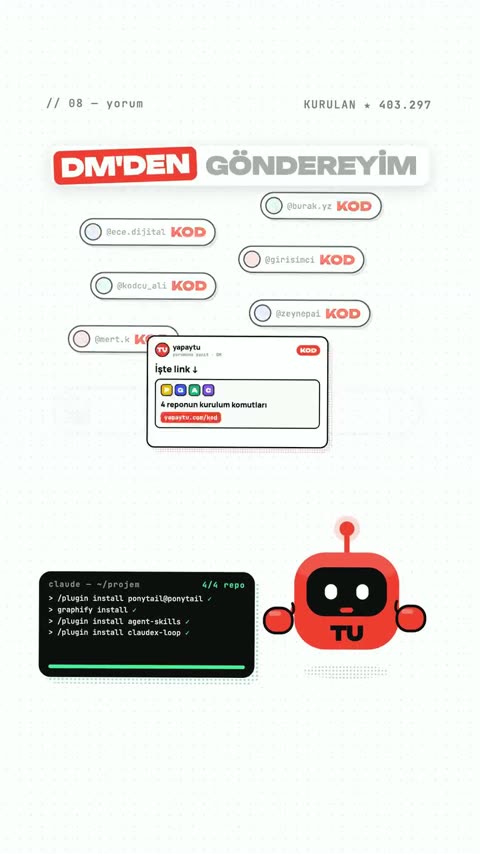 // 08 — yorum
KURULAN ★ 403.297
DM'DEN GÖNDEREYİM
@burak.yz KOD
@ece.dijital KOD
@girisimci KOD
@kodcu_ali KOD
@zeynepai KOD
@mert.k
TU yapaytu KOD
İşte link ↓
P G A C
4 reponun kurulum komutları
yapaytu.com/kod
claude — ~/projem 4/4 repo
> /plugin install ponytail@ponytail ✓
> graphify install ✓
> /plugin install agent-skills ✓
> /plugin install claudex-loop ✓
TU